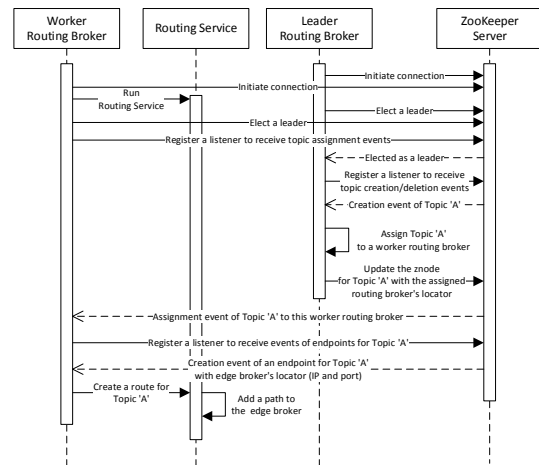 Worker
Routing Broker
Routing Service
Leader
Routing Broker
ZooKeeper
Server
Initiate connection
Initiate connection
Run
Routing Service
Elect a leader
Elect a leader
Register a listener to receive topic assignment events
Elected as a leader
Register a listener to receive
topic creation/deletion events
Creation event of Topic 'A'
Assign Topic 'A'
to a worker routing broker
Update the znode
for Topic 'A' with the assigned
routing broker's locator
Assignment event of Topic 'A' to this worker routing broker
Register a listener to receive events of endpoints for Topic 'A'
Creation event of an endpoint for Topic 'A'
with edge broker's locator (IP and port)
Create a route for
Topic 'A'
Add a path to
the edge broker